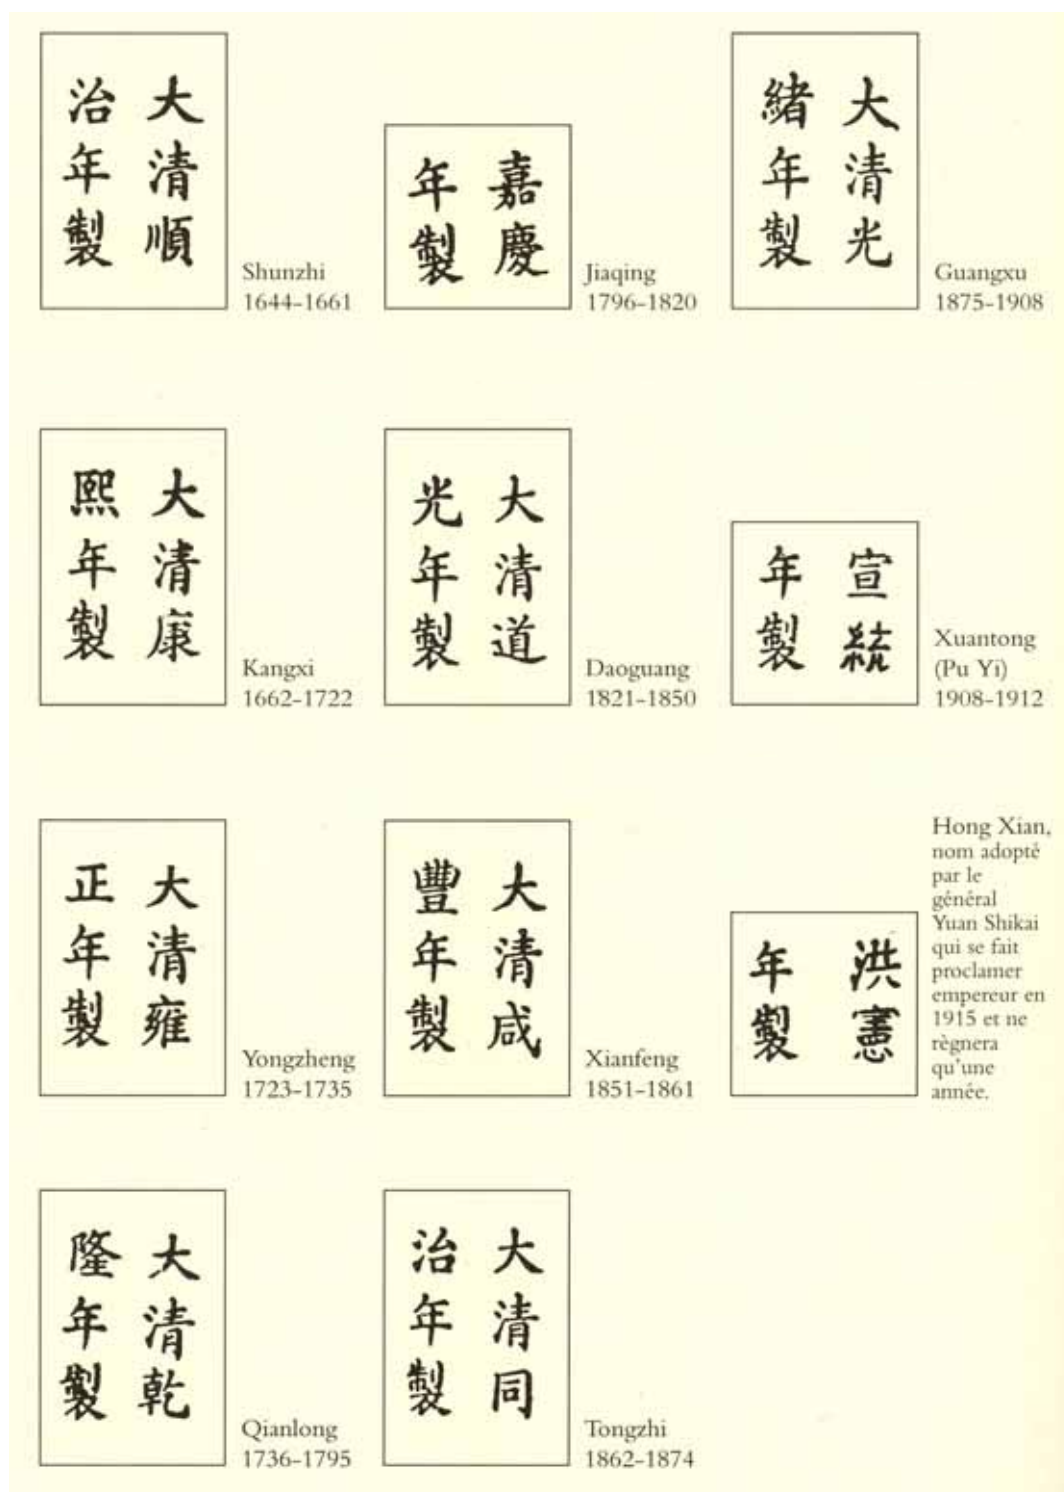 大清順
治年製
Shunzhi
1644-1661
大清康
熙年製
Kangxi
1662-1722
大清雍
正年製
Yongzheng
1723-1735
大清乾
隆年製
Qianlong
1736-1795
嘉慶
年製
Jiaqing
1796-1820
大清道
光年製
Daoguang
1821-1850
大清咸
豐年製
Xianfeng
1851-1861
大清同
治年製
Tongzhi
1862-1874
大清光
緒年製
Guangxu
1875-1908
宣統
年製
Xuantong
(Pu Yi)
1908-1912
洪憲
年製
Hong Xian,
nom adopté
par le
général
Yuan Shikai
qui se fait
proclamer
empereur en
1915 et ne
règnera
qu'une
année.